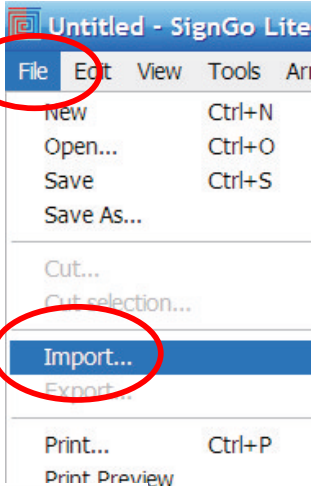 Untitled - SignGo Lite
File Edit View Tools Arr
New Ctrl+N
Open... Ctrl+O
Save Ctrl+S
Save As...
Cut...
Cut selection...
Import...
Export...
Print... Ctrl+P
Print Preview